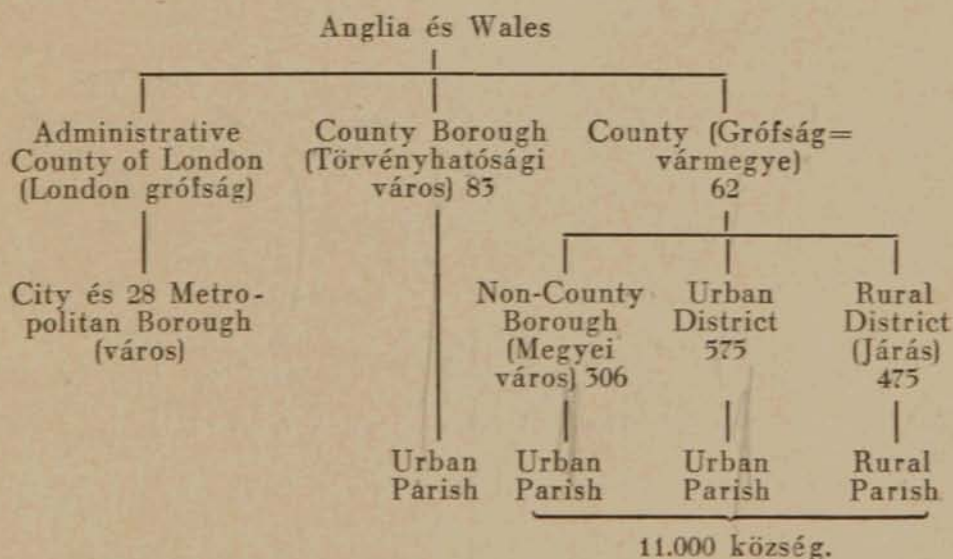 Anglia és Wales
Administrative
County of London
(London grófság)
County Borough
(Törvényhatósági
város) 83
County (Grófság=
vármegye)
62
City és 28 Metro-
politan Borough
(város)
Non-County
Borough
(Megyei
város) 306
Urban
District
575
Rural
District
(Járás)
475
Urban
Parish
Urban
Parish
Urban
Parish
Rural
Parish
11.000 község.